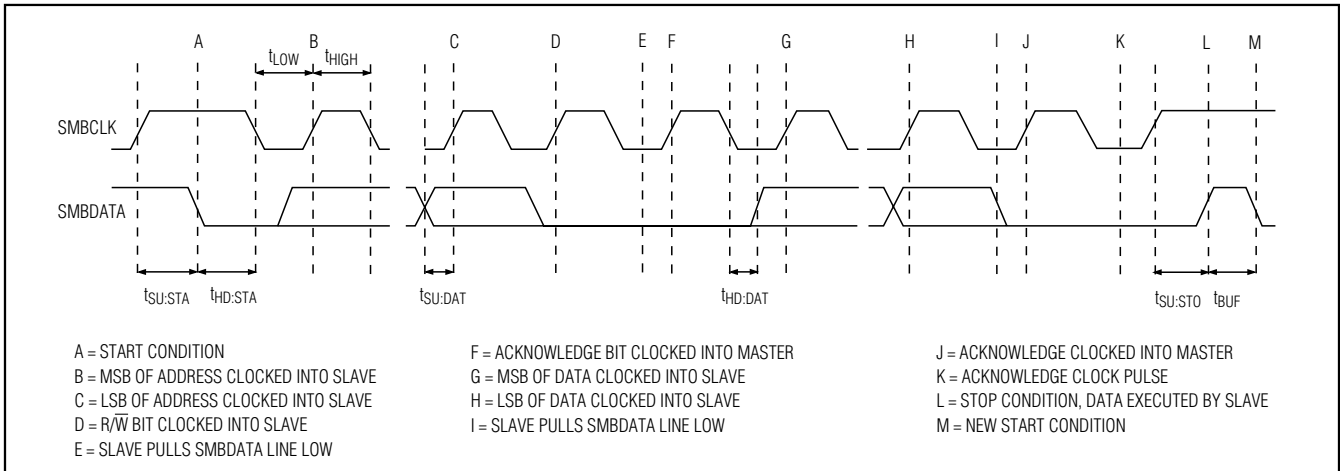 A B C D E F G H I J K L M
tLOW tHIGH
SMBCLK
SMBDATA
tSU:STA tHD:STA tSU:DAT tHD:DAT tSU:STO tBUF
A = START CONDITION
B = MSB OF ADDRESS CLOCKED INTO SLAVE
C = LSB OF ADDRESS CLOCKED INTO SLAVE
D = R/W̅ BIT CLOCKED INTO SLAVE
E = SLAVE PULLS SMBDATA LINE LOW
F = ACKNOWLEDGE BIT CLOCKED INTO MASTER
G = MSB OF DATA CLOCKED INTO SLAVE
H = LSB OF DATA CLOCKED INTO SLAVE
I = SLAVE PULLS SMBDATA LINE LOW
J = ACKNOWLEDGE CLOCKED INTO MASTER
K = ACKNOWLEDGE CLOCK PULSE
L = STOP CONDITION, DATA EXECUTED BY SLAVE
M = NEW START CONDITION